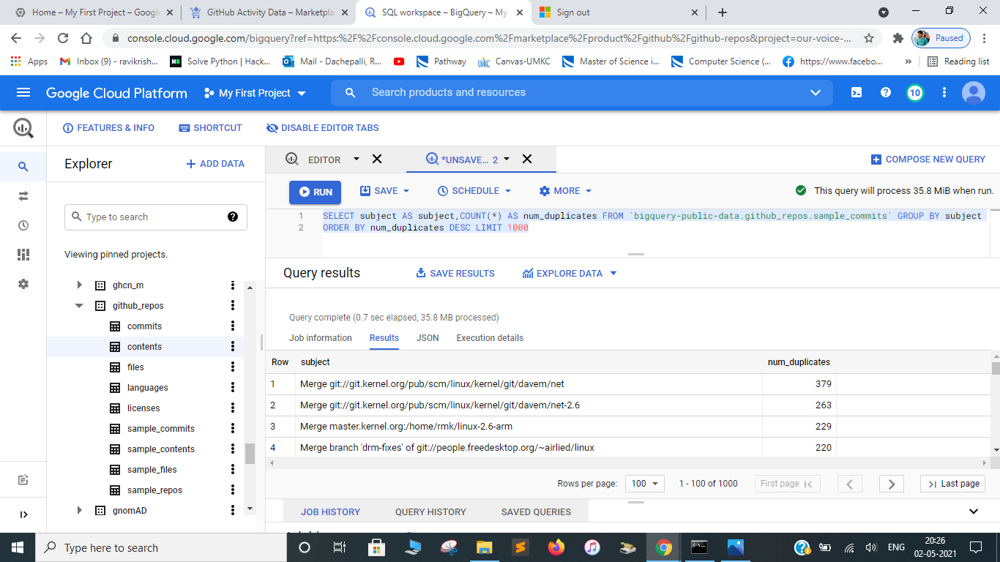 Home – My First Project – Google
GitHub Activity Data – Marketpla
SQL workspace – BigQuery – My
Sign out
console.cloud.google.com/bigquery?ref=https:%2F%2Fconsole.cloud.google.com%2Fmarketplace%2Fproduct%2Fgithub%2Fgithub-repos&project=our-voice-...
Paused
Apps
Inbox (9) - ravikrish...
Solve Python | Hack...
Mail - Dachepalli, R...
Pathway
Canvas-UMKC
Master of Science i...
Computer Science (...
https://www.facebo...
»
Reading list
Google Cloud Platform
My First Project
Search products and resources
10
FEATURES & INFO
SHORTCUT
DISABLE EDITOR TABS
Explorer
+ ADD DATA
EDITOR
*UNSAVE... 2
COMPOSE NEW QUERY
RUN
SAVE
SCHEDULE
MORE
This query will process 35.8 MiB when run.
Type to search
1 SELECT subject AS subject,COUNT(*) AS num_duplicates FROM `bigquery-public-data.github_repos.sample_commits` GROUP BY subject
2 ORDER BY num_duplicates DESC LIMIT 1000
Viewing pinned projects.
ghcn_m
github_repos
commits
contents
files
languages
licenses
sample_commits
sample_contents
sample_files
sample_repos
gnomAD
Query results
SAVE RESULTS
EXPLORE DATA
Query complete (0.7 sec elapsed, 35.8 MB processed)
Job information
Results
JSON
Execution details
Row subject num_duplicates
1 Merge git://git.kernel.org/pub/scm/linux/kernel/git/davem/net 379
2 Merge git://git.kernel.org/pub/scm/linux/kernel/git/davem/net-2.6 263
3 Merge master.kernel.org:/home/rmk/linux-2.6-arm 229
4 Merge branch 'drm-fixes' of git://people.freedesktop.org/~airlied/linux 220
Rows per page: 100 1 - 100 of 1000 First page Last page
JOB HISTORY
QUERY HISTORY
SAVED QUERIES
Type here to search
ENG
20:26
02-05-2021